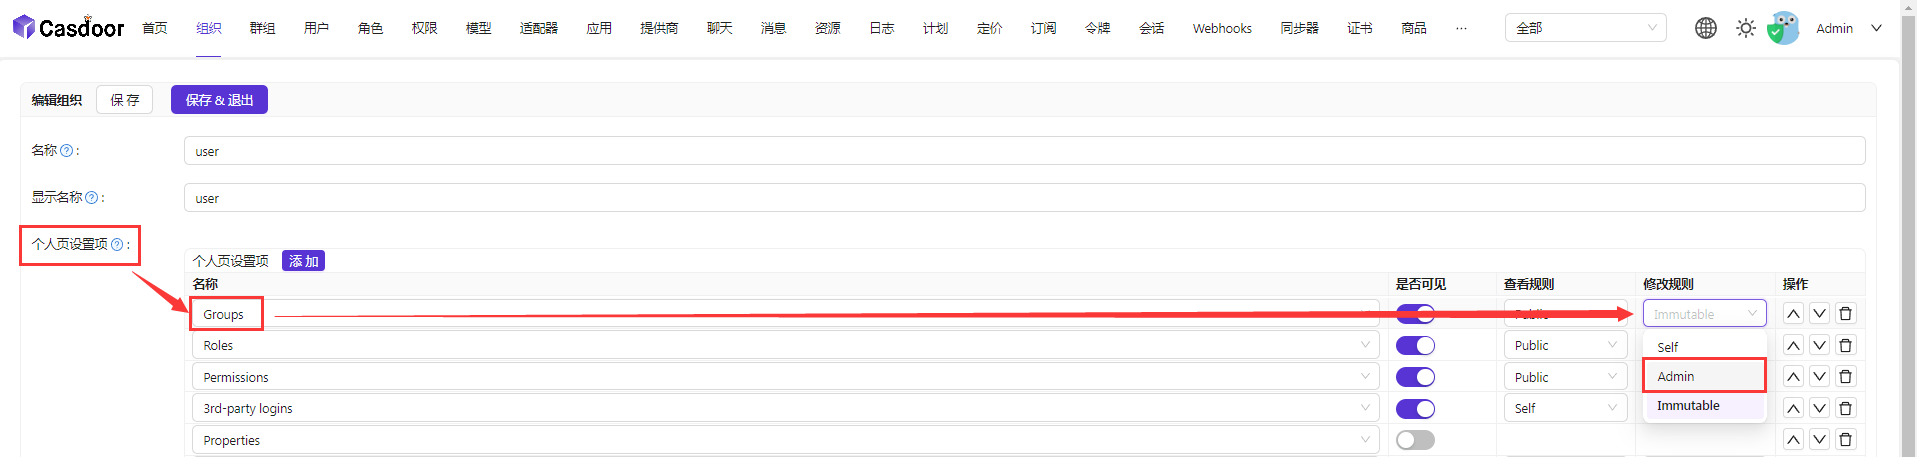 Casdoor 首页 组织 群组 用户 角色 权限 模型 适配器 应用 提供商 聊天 消息 资源 日志 计划 定价 订阅 令牌 会话 Webhooks 同步器 证书 商品 ··· 全部 Admin
编辑组织 保 存 保存 & 退出
名称 ? : user
显示名称 ? : user
个人页设置项 ? :
个人页设置项 添 加
名称 是否可见 查看规则 修改规则 操作
Groups Public Immutable
Roles Public Self
Permissions Public Admin
3rd-party logins Self Immutable
Properties